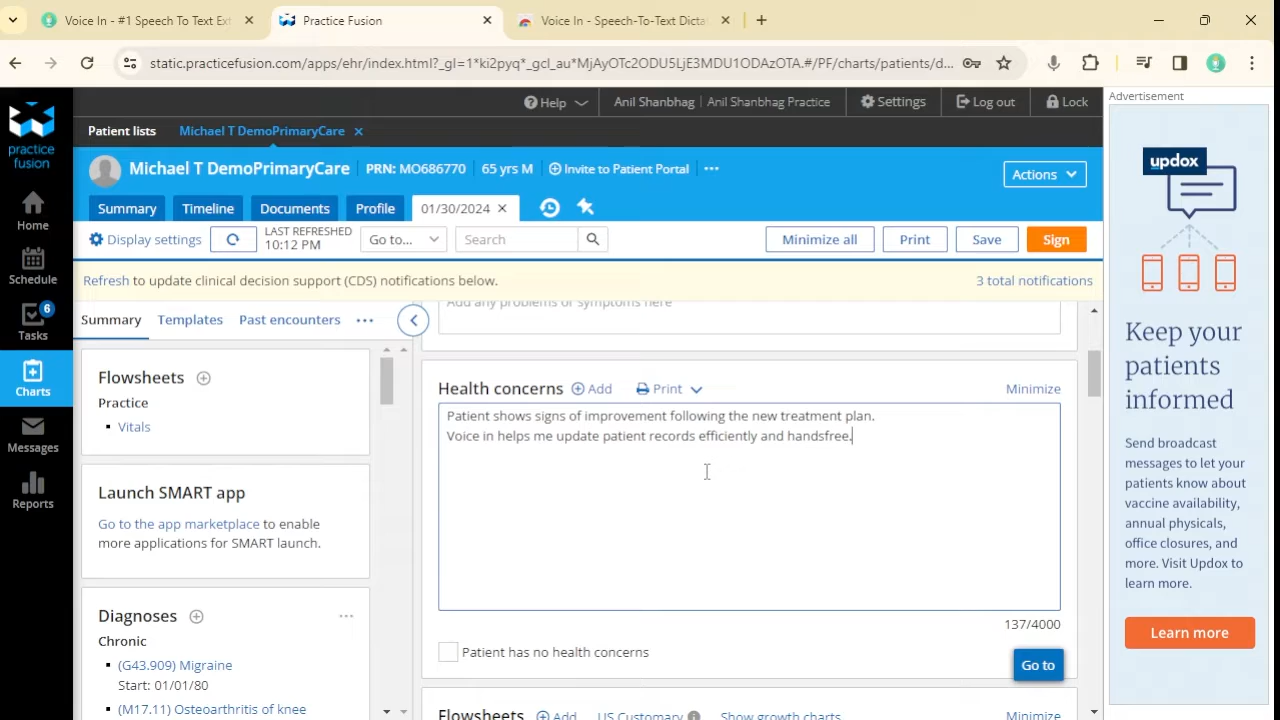 Voice In - #1 Speech To Text Ext
Practice Fusion
Voice In - Speech-To-Text Dicta
static.practicefusion.com/apps/ehr/index.html?_gl=1*ki2pyq*_gcl_au*MjAyOTc2ODU5LjE3MDU1ODAzOTA.#/PF/charts/patients/d...
Advertisement
Help
Anil Shanbhag
Anil Shanbhag Practice
Settings
Log out
Lock
practice
fusion
Patient lists
Michael T DemoPrimaryCare
Michael T DemoPrimaryCare
PRN: MO686770
65 yrs M
Invite to Patient Portal
Actions
Summary
Timeline
Documents
Profile
01/30/2024
Display settings
LAST REFRESHED
10:12 PM
Go to...
Search
Minimize all
Print
Save
Sign
Refresh to update clinical decision support (CDS) notifications below.
3 total notifications
Home
Schedule
6
Tasks
Charts
Messages
Reports
Summary
Templates
Past encounters
Flowsheets
Practice
Vitals
Launch SMART app
Go to the app marketplace to enable
more applications for SMART launch.
Diagnoses
Chronic
(G43.909) Migraine
Start: 01/01/80
(M17.11) Osteoarthritis of knee
Add any problems or symptoms here
Health concerns
Add
Print
Minimize
Patient shows signs of improvement following the new treatment plan.
Voice in helps me update patient records efficiently and handsfree.
137/4000
Patient has no health concerns
Go to
Flowsheets
Add
US Customary
Show growth charts
Minimize
updox
Keep your
patients
informed
Send broadcast
messages to let your
patients know about
vaccine availability,
annual physicals,
office closures, and
more. Visit Updox to
learn more.
Learn more